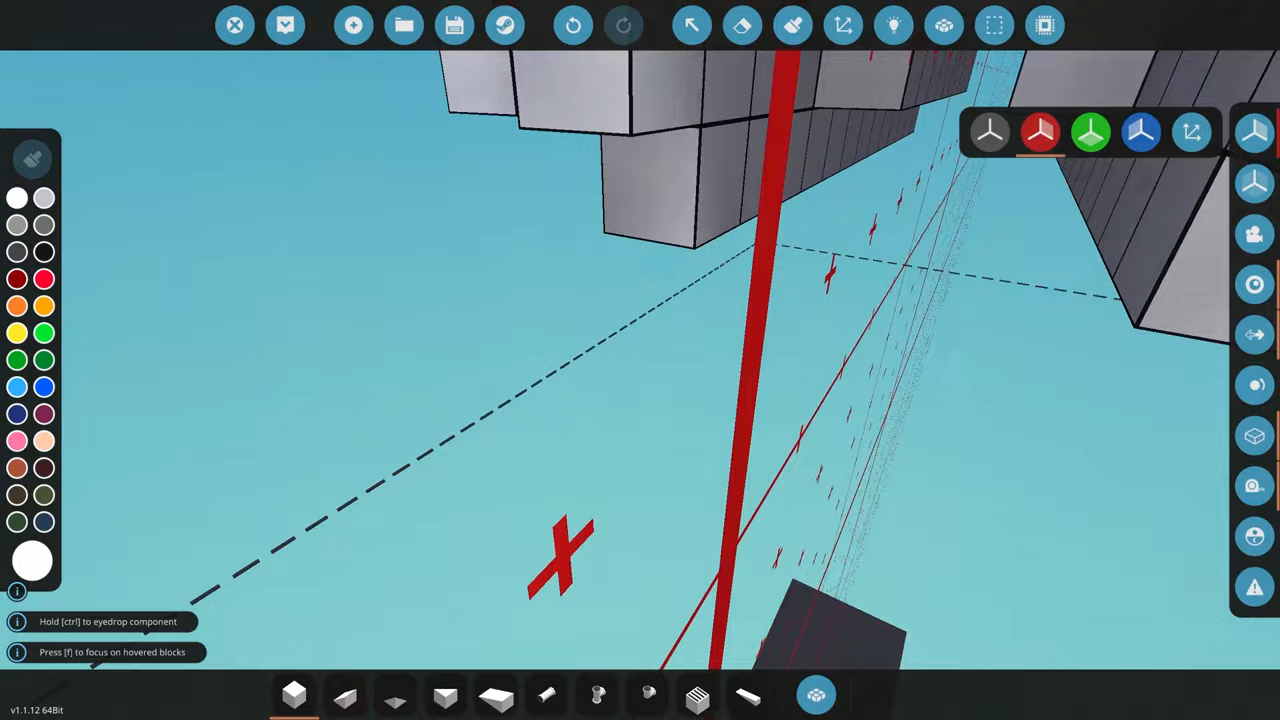 Hold [ctrl] to eyedrop component
Press [f] to focus on hovered blocks
v1.1.12 64Bit